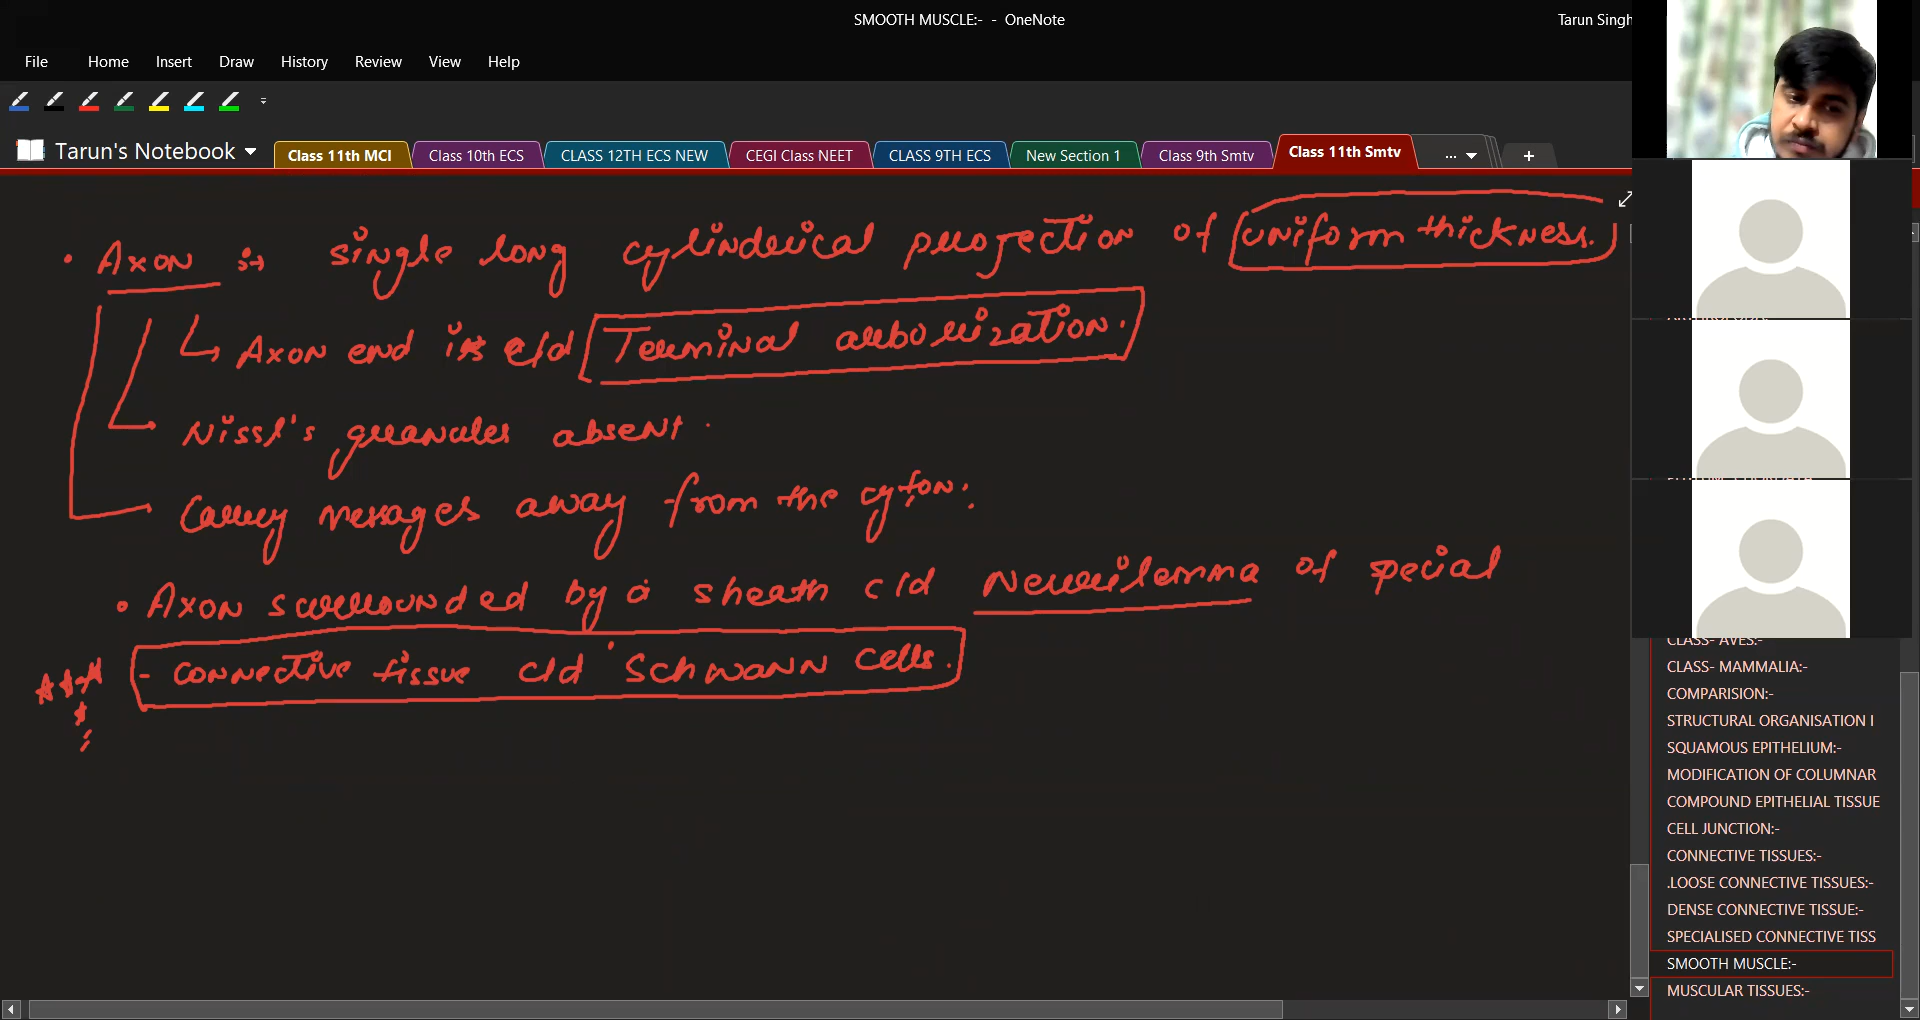 SMOOTH MUSCLE:- - OneNote
Tarun Singh
File Home Insert Draw History Review View Help
Tarun's Notebook
Class 11th MCI Class 10th ECS CLASS 12TH ECS NEW CEGI Class NEET CLASS 9TH ECS New Section 1 Class 9th Smtv Class 11th Smtv ... +
• Axon :→ single long cylinderical projection of uniform thickness.
Axon end is c/d Terminal arborization.
Nissl's granules absent.
Carry messages away from the cyton.
• Axon surrounded by a sheath c/d Neurilemma of special
- connective tissue c/d Schwann cells.
CLASS- AVES:-
CLASS- MAMMALIA:-
COMPARISION:-
STRUCTURAL ORGANISATION I
SQUAMOUS EPITHELIUM:-
MODIFICATION OF COLUMNAR
COMPOUND EPITHELIAL TISSUE
CELL JUNCTION:-
CONNECTIVE TISSUES:-
.LOOSE CONNECTIVE TISSUES:-
DENSE CONNECTIVE TISSUE:-
SPECIALISED CONNECTIVE TISS
SMOOTH MUSCLE:-
MUSCULAR TISSUES:-